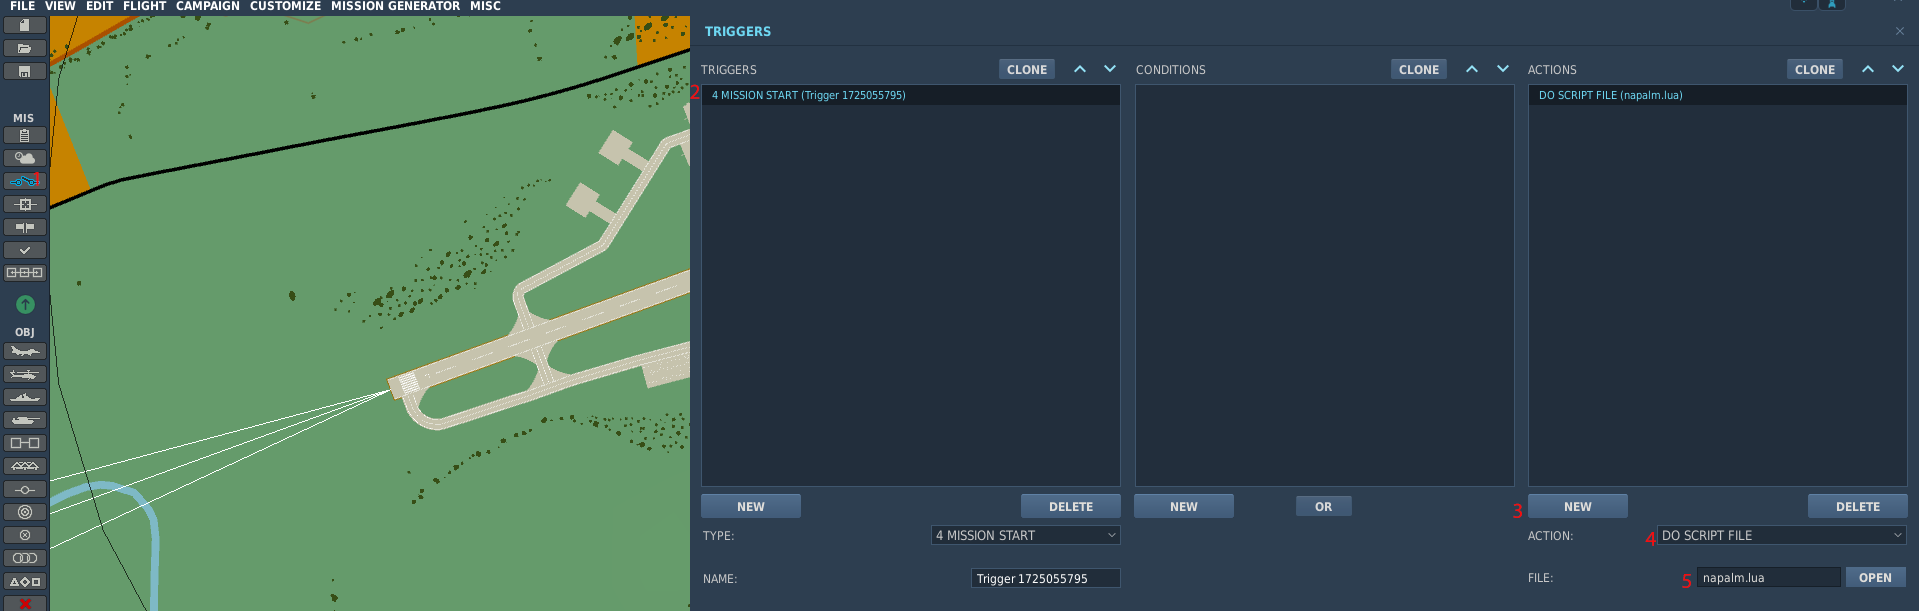 FILE VIEW EDIT FLIGHT CAMPAIGN CUSTOMIZE MISSION GENERATOR MISC
TRIGGERS
TRIGGERS CLONE CONDITIONS CLONE ACTIONS CLONE
2 4 MISSION START (Trigger 1725055795) DO SCRIPT FILE (napalm.lua)
MIS
1
OBJ
NEW DELETE NEW OR 3 NEW DELETE
TYPE: 4 MISSION START ACTION: 4 DO SCRIPT FILE
NAME: Trigger 1725055795 FILE: 5 napalm.lua OPEN